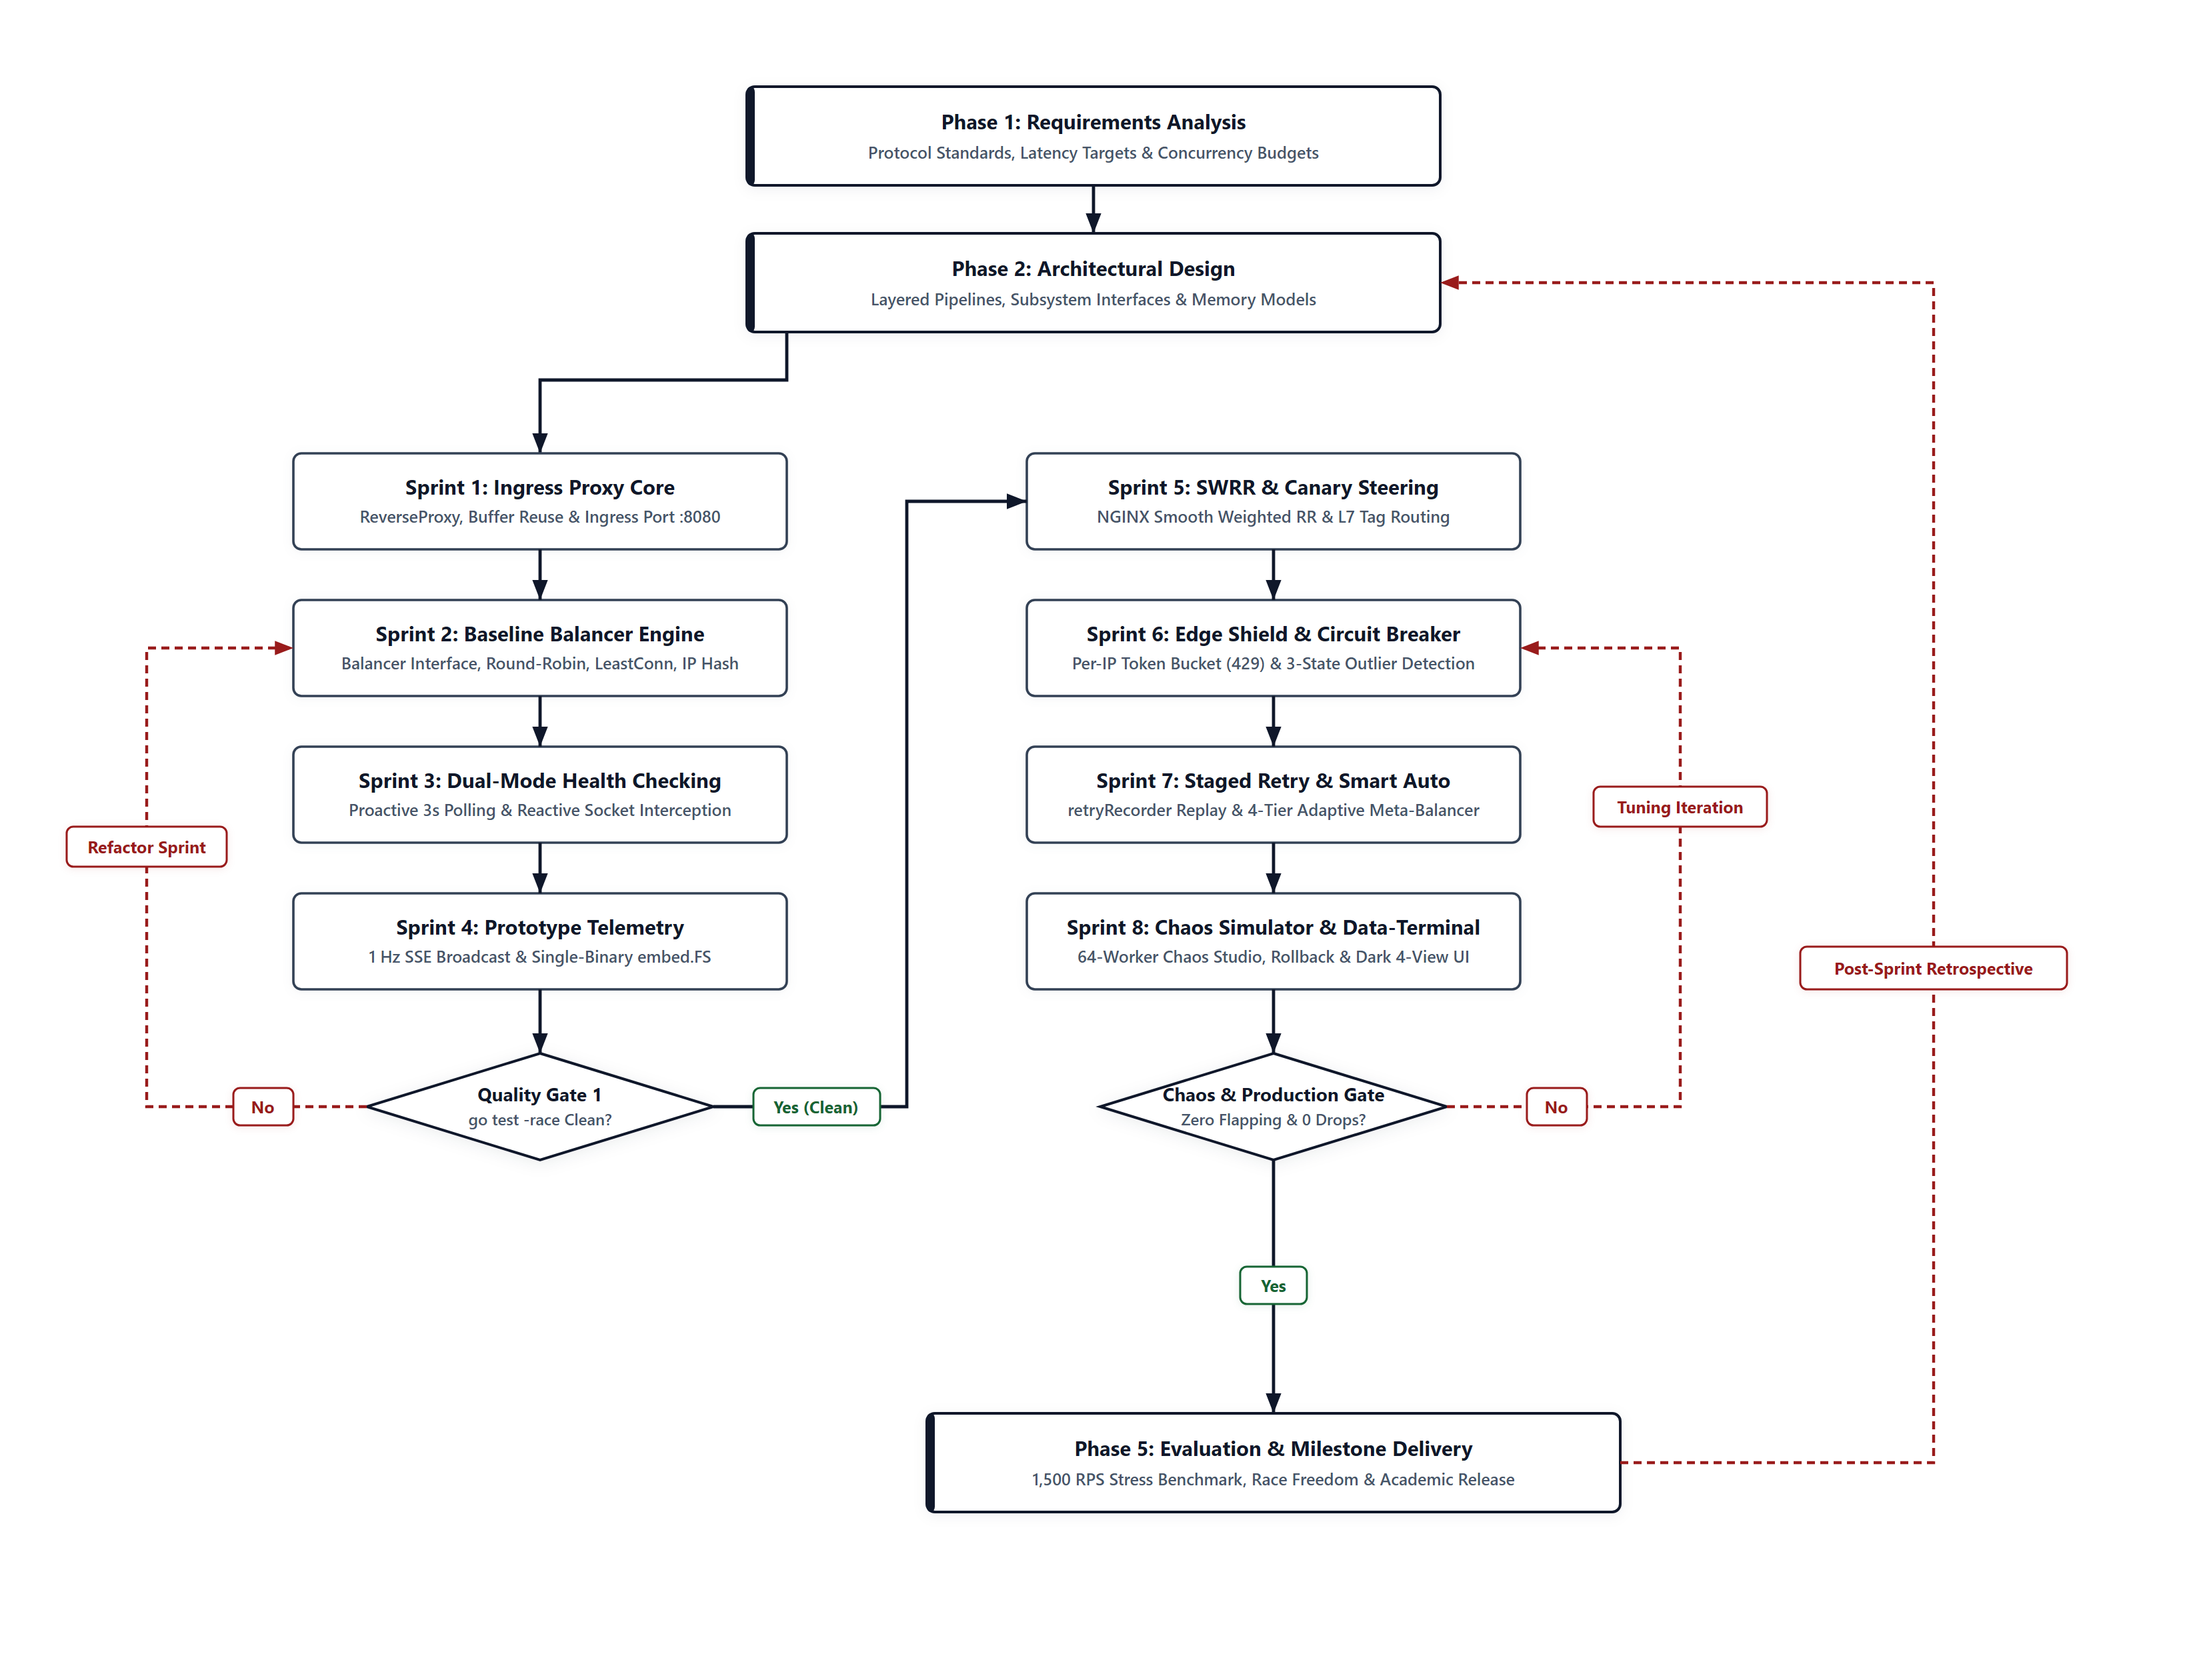 Phase 1: Requirements Analysis
Protocol Standards, Latency Targets & Concurrency Budgets
Phase 2: Architectural Design
Layered Pipelines, Subsystem Interfaces & Memory Models
Sprint 1: Ingress Proxy Core
ReverseProxy, Buffer Reuse & Ingress Port :8080
Sprint 2: Baseline Balancer Engine
Balancer Interface, Round-Robin, LeastConn, IP Hash
Sprint 3: Dual-Mode Health Checking
Proactive 3s Polling & Reactive Socket Interception
Refactor Sprint
Sprint 4: Prototype Telemetry
1 Hz SSE Broadcast & Single-Binary embed.FS
Quality Gate 1
go test -race Clean?
No
Yes (Clean)
Sprint 5: SWRR & Canary Steering
NGINX Smooth Weighted RR & L7 Tag Routing
Sprint 6: Edge Shield & Circuit Breaker
Per-IP Token Bucket (429) & 3-State Outlier Detection
Sprint 7: Staged Retry & Smart Auto
retryRecorder Replay & 4-Tier Adaptive Meta-Balancer
Tuning Iteration
Sprint 8: Chaos Simulator & Data-Terminal
64-Worker Chaos Studio, Rollback & Dark 4-View UI
Post-Sprint Retrospective
Chaos & Production Gate
Zero Flapping & 0 Drops?
No
Yes
Phase 5: Evaluation & Milestone Delivery
1,500 RPS Stress Benchmark, Race Freedom & Academic Release